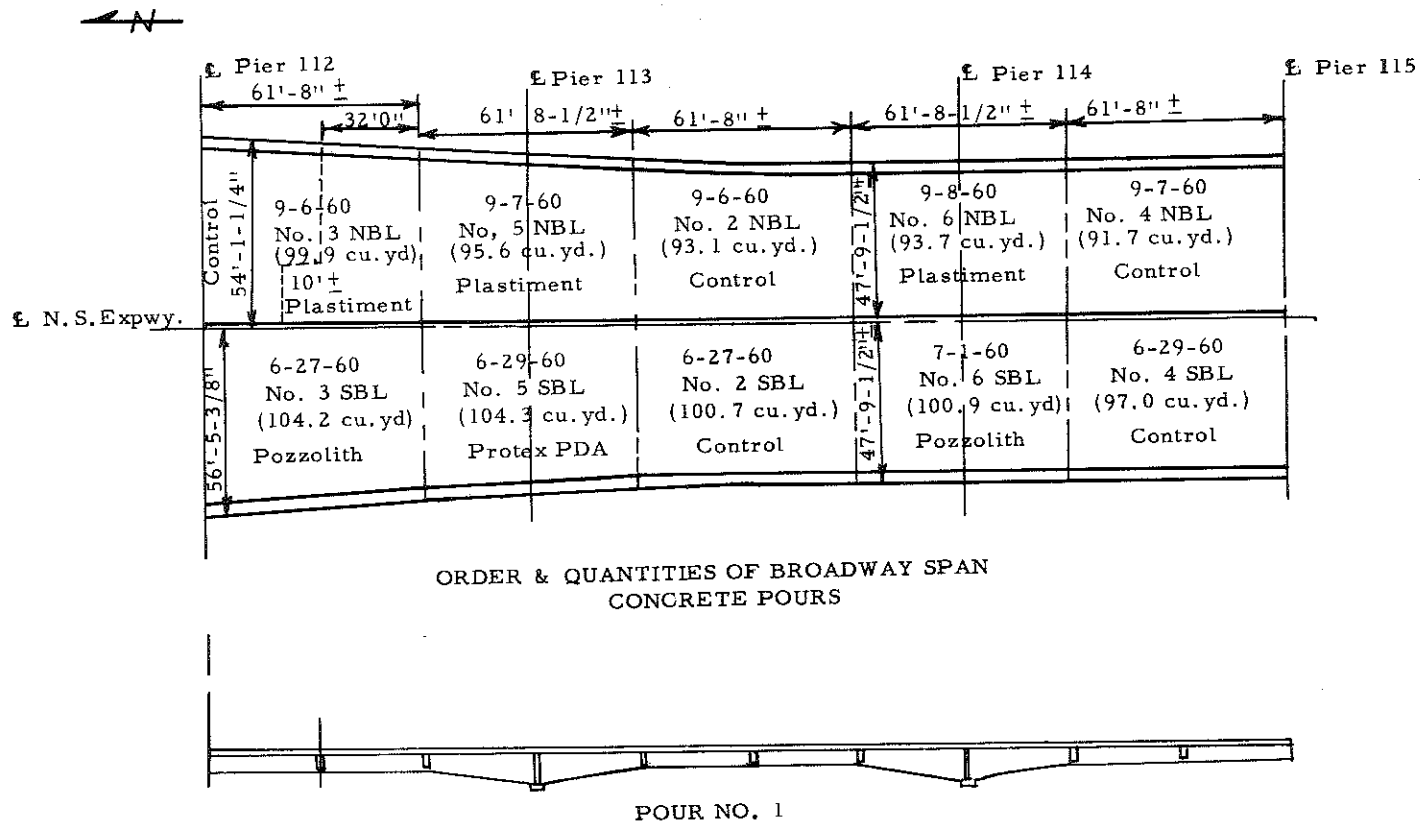 N
℄ Pier 112
℄ Pier 113
℄ Pier 114
℄ Pier 115
61'-8" ±
32'0"
61' 8-1/2"±
61'-8" ±
61'-8-1/2" ±
61'-8" ±
Control
54'-1-1/4"
9-6-60
No. 3 NBL
(99.9 cu.yd)
10' ±
Plastiment
9-7-60
No, 5 NBL
(95.6 cu.yd.)
Plastiment
9-6-60
No. 2 NBL
(93.1 cu.yd.)
Control
47'-9-1/2"±
9-8-60
No. 6 NBL
(93.7 cu.yd.)
Plastiment
9-7-60
No. 4 NBL
(91.7 cu.yd.)
Control
℄ N.S.Expwy.
56'-5-3/8"
6-27-60
No. 3 SBL
(104.2 cu.yd)
Pozzolith
6-29-60
No. 5 SBL
(104.3 cu.yd.)
Protex PDA
6-27-60
No. 2 SBL
(100.7 cu.yd.)
Control
47'-9-1/2"±
7-1-60
No. 6 SBL
(100.9 cu.yd)
Pozzolith
6-29-60
No. 4 SBL
(97.0 cu.yd.)
Control
ORDER & QUANTITIES OF BROADWAY SPAN
CONCRETE POURS
POUR NO. 1